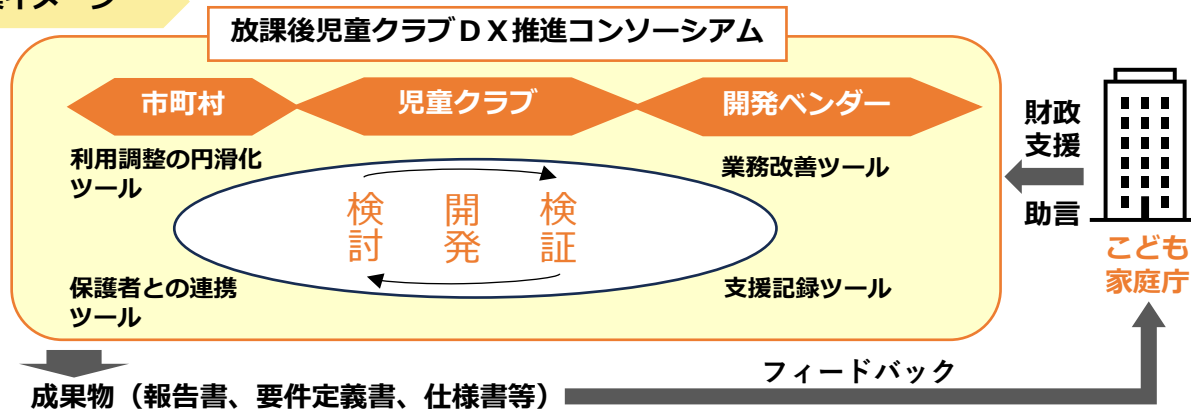 イメージ
放課後児童クラブDX推進コンソーシアム
市町村
児童クラブ
開発ベンダー
利用調整の円滑化
ツール
業務改善ツール
検討
開発
検証
保護者との連携
ツール
支援記録ツール
財政
支援
助言
こども
家庭庁
フィードバック
成果物（報告書、要件定義書、仕様書等）